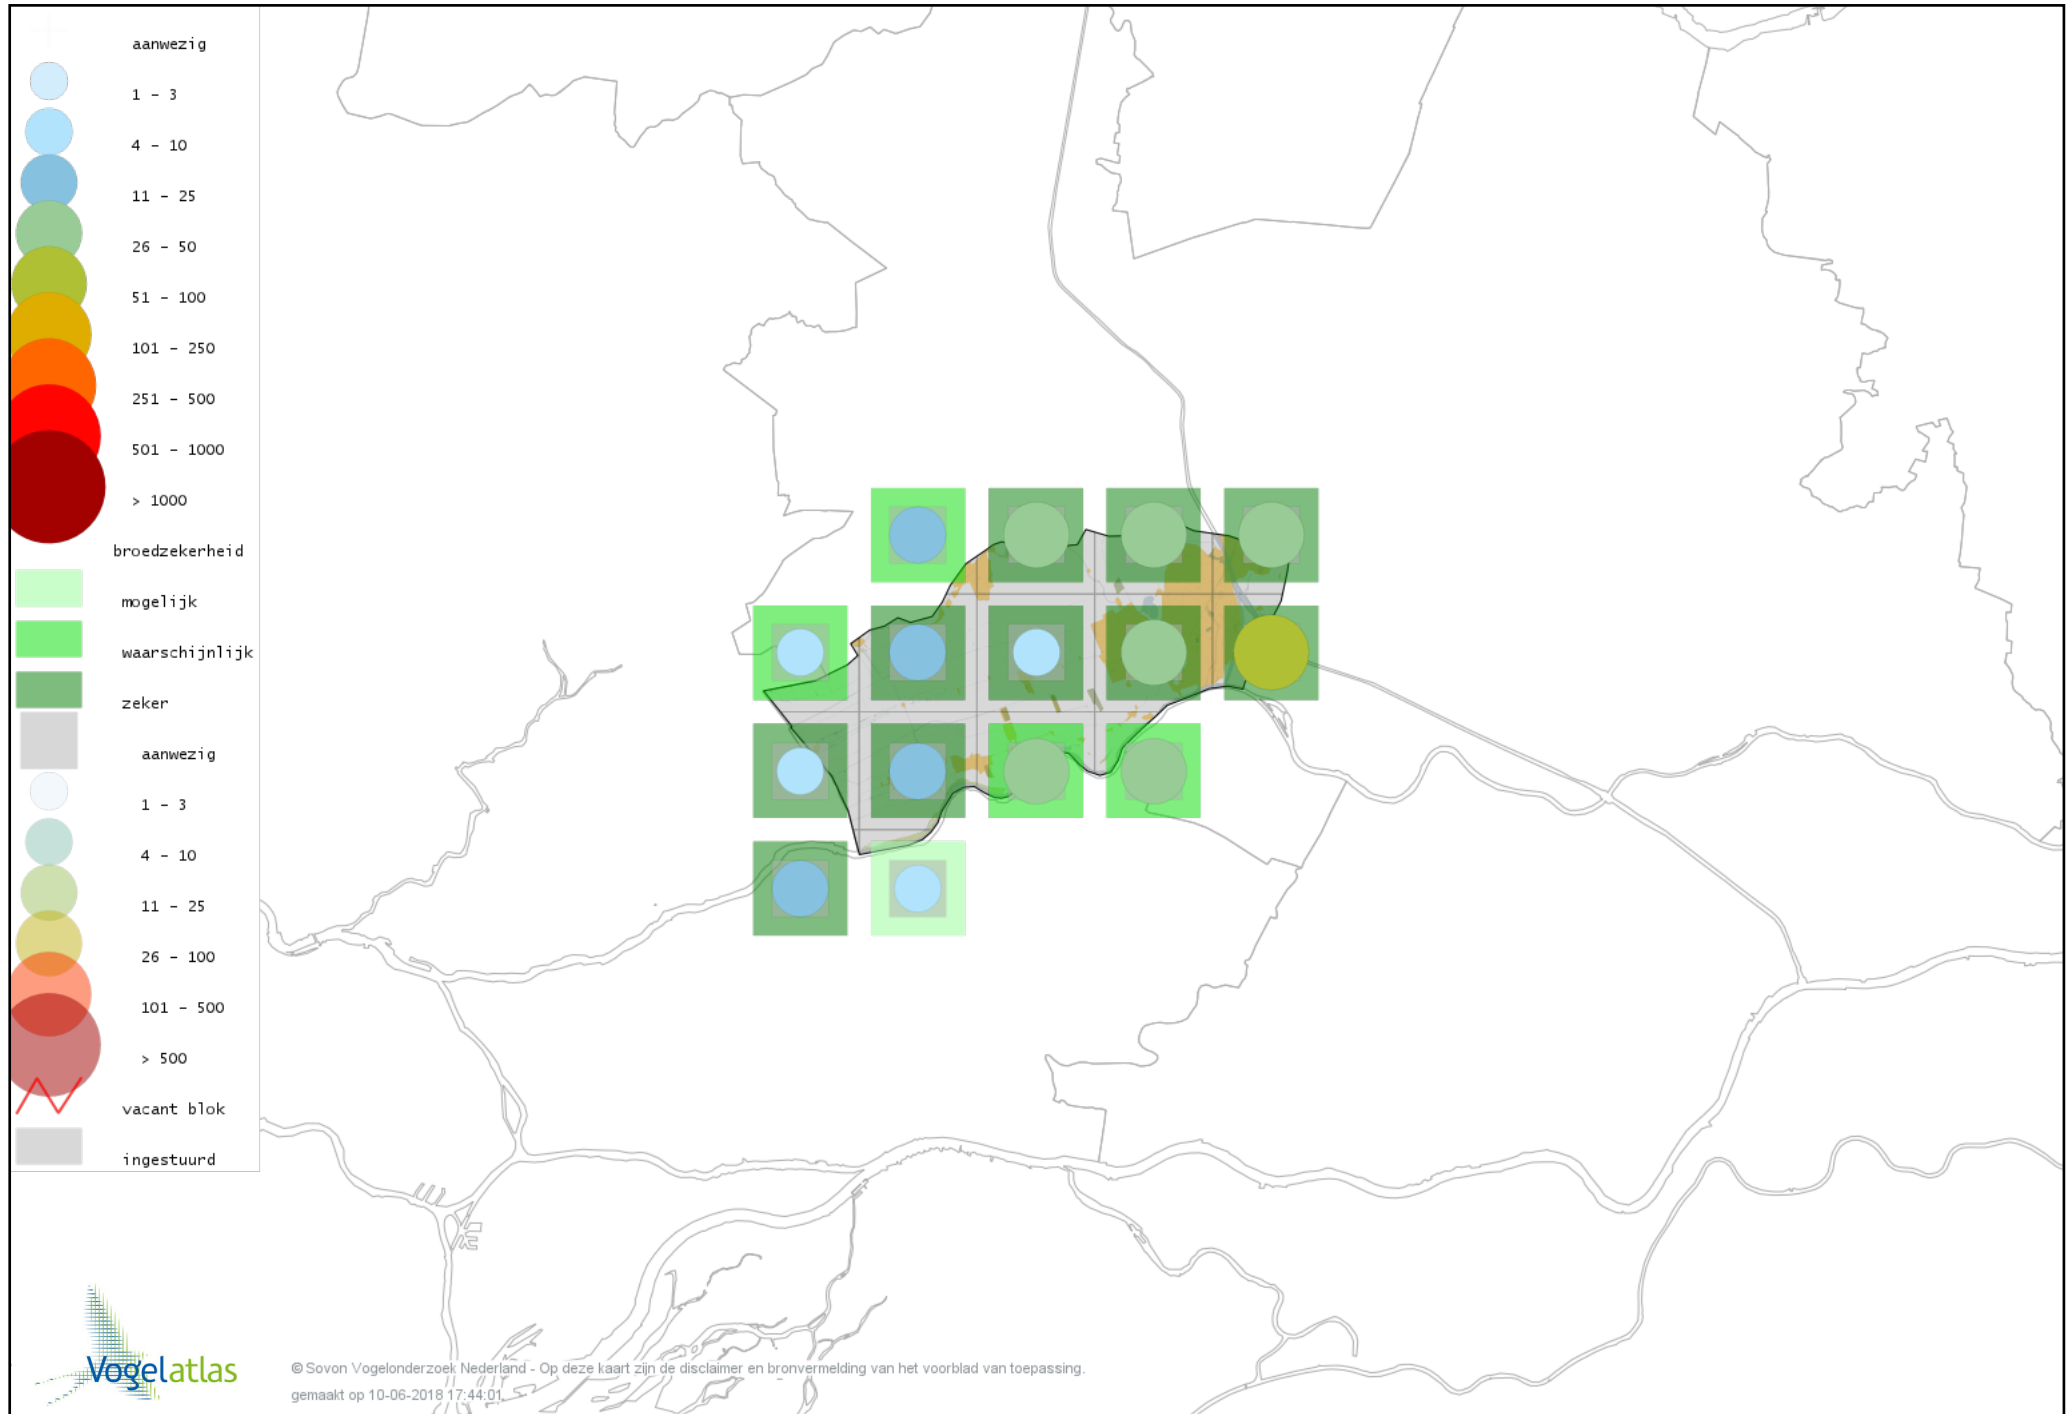 aanwezig
1 – 3
4 – 10
11 – 25
26 – 50
51 – 100
101 – 250
251 – 500
501 – 1000
> 1000
broedzekerheid
mogelijk
waarschijnlijk
zeker
aanwezig
1 – 3
4 – 10
11 – 25
26 – 100
101 – 500
> 500
vacant blok
ingestuurd
Vogelatlas
© Sovon Vogelonderzoek Nederland - Op deze kaart zijn de disclaimer en bronvermelding van het voorblad van toepassing.
gemaakt op 10-06-2018 17:44:01